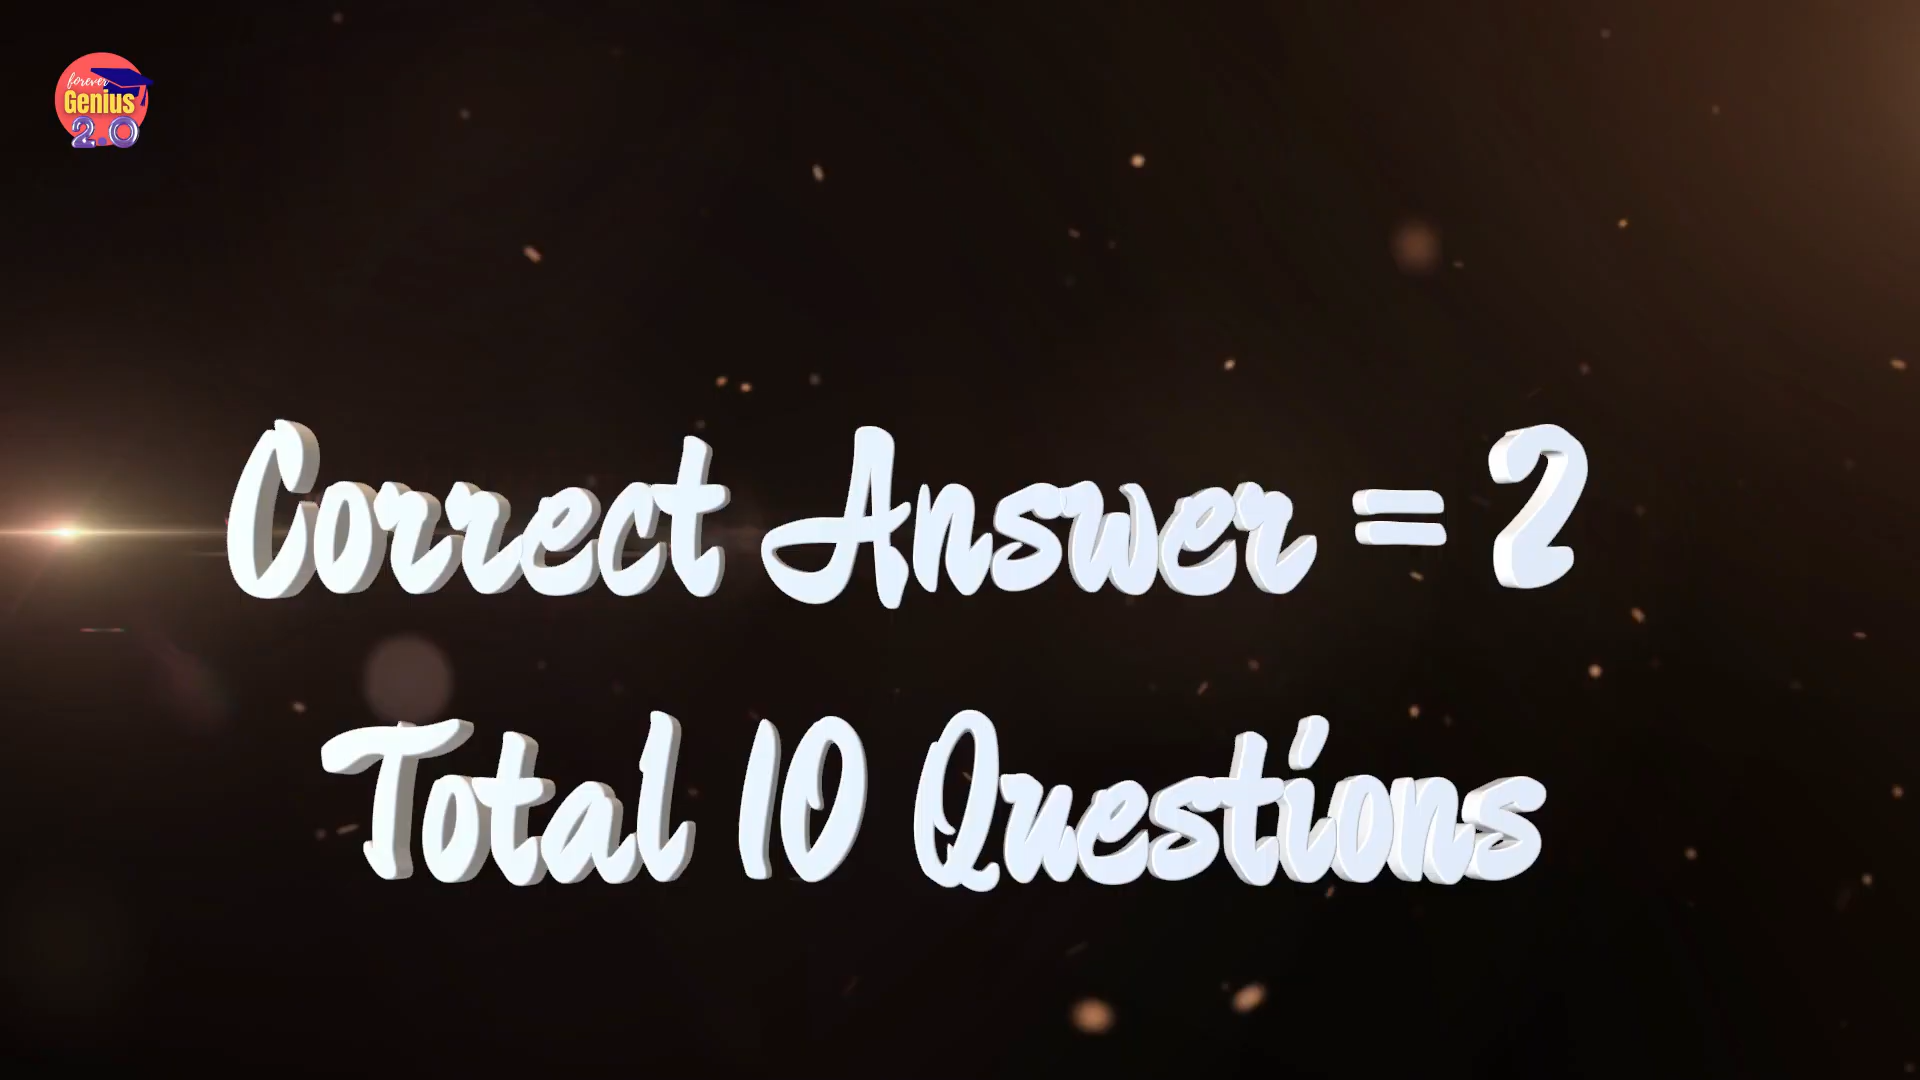 forever
Genius
2.0
Correct Answer = 2
Total 10 Questions